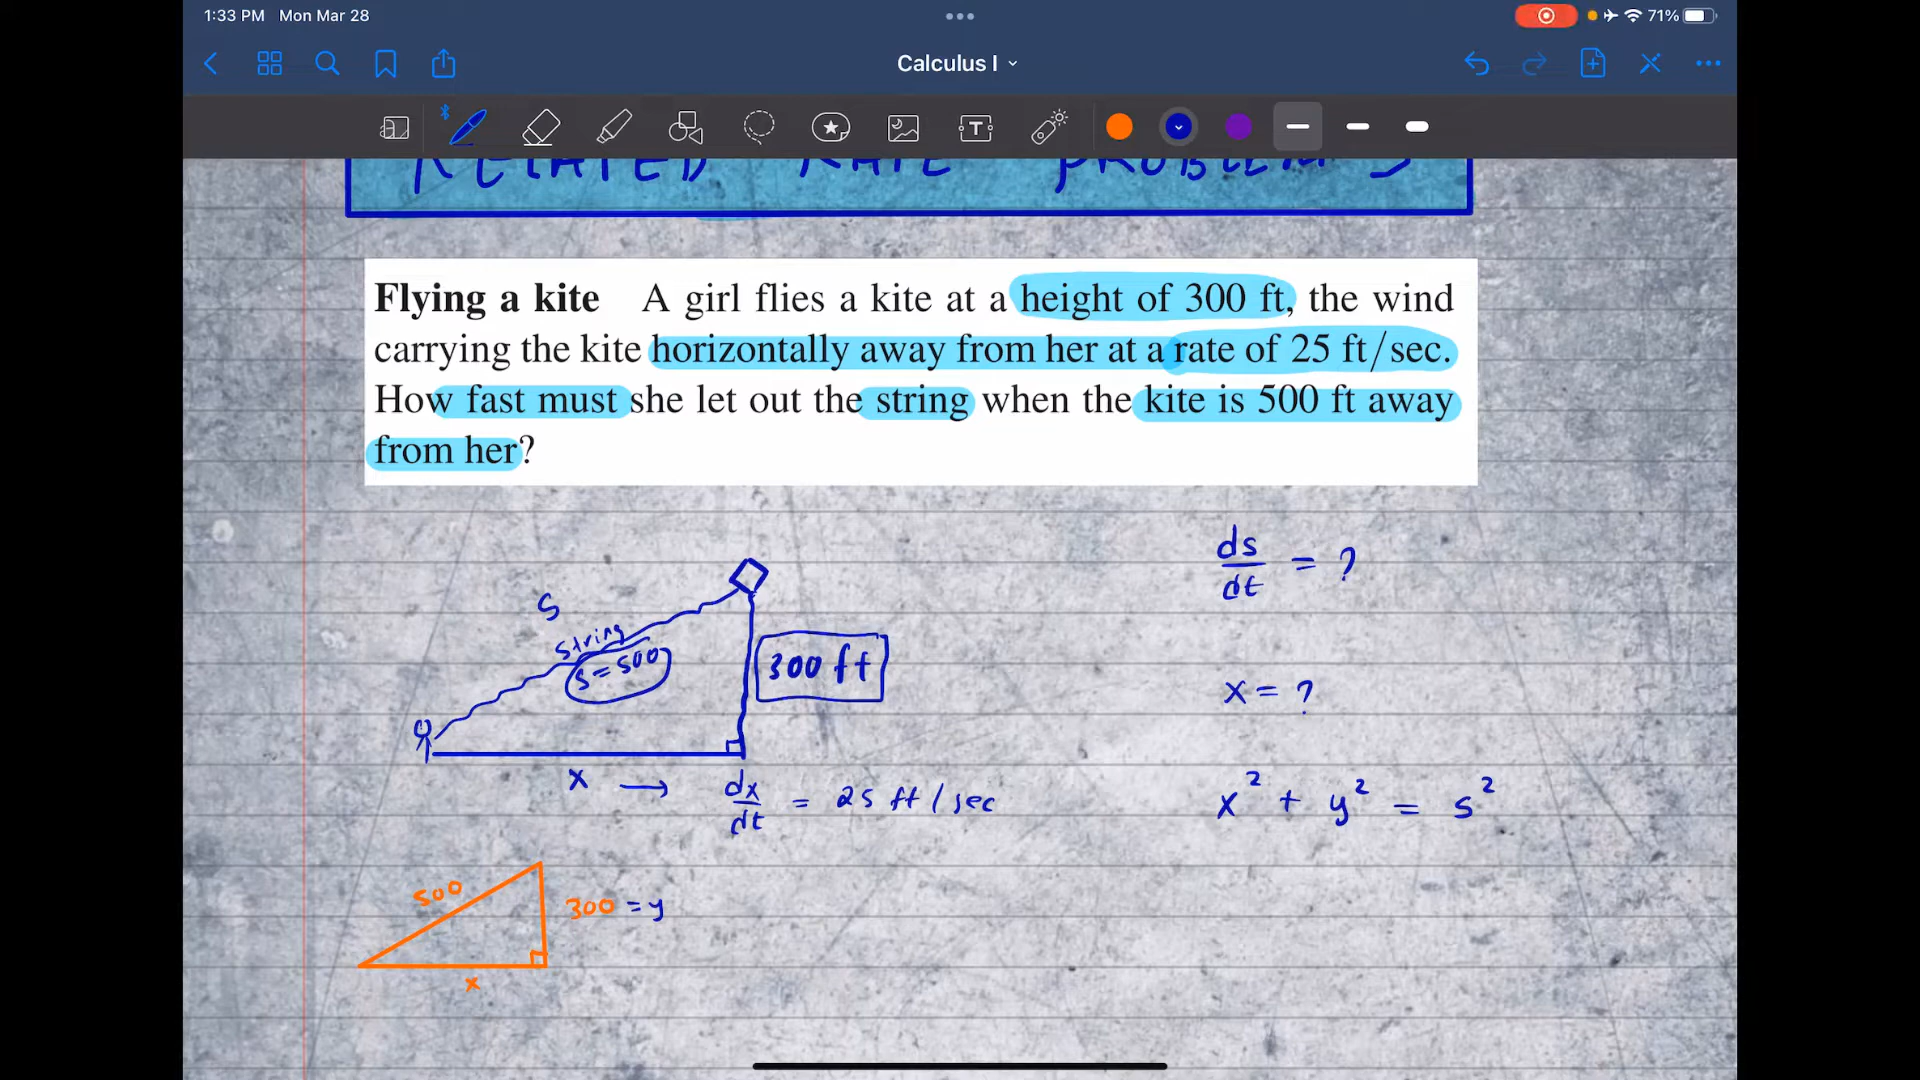 1:33 PM Mon Mar 28
71%
Calculus I
T
RELATED RATE PROBLEMS
Flying a kite A girl flies a kite at a height of 300 ft, the wind
carrying the kite horizontally away from her at a rate of 25 ft/sec.
How fast must she let out the string when the kite is 500 ft away
from her?
ds/dt = ?
S
string
s = 500
300 ft
x = ?
x → dx/dt = 25 ft / sec
x² + y² = s²
500
300 = y
x